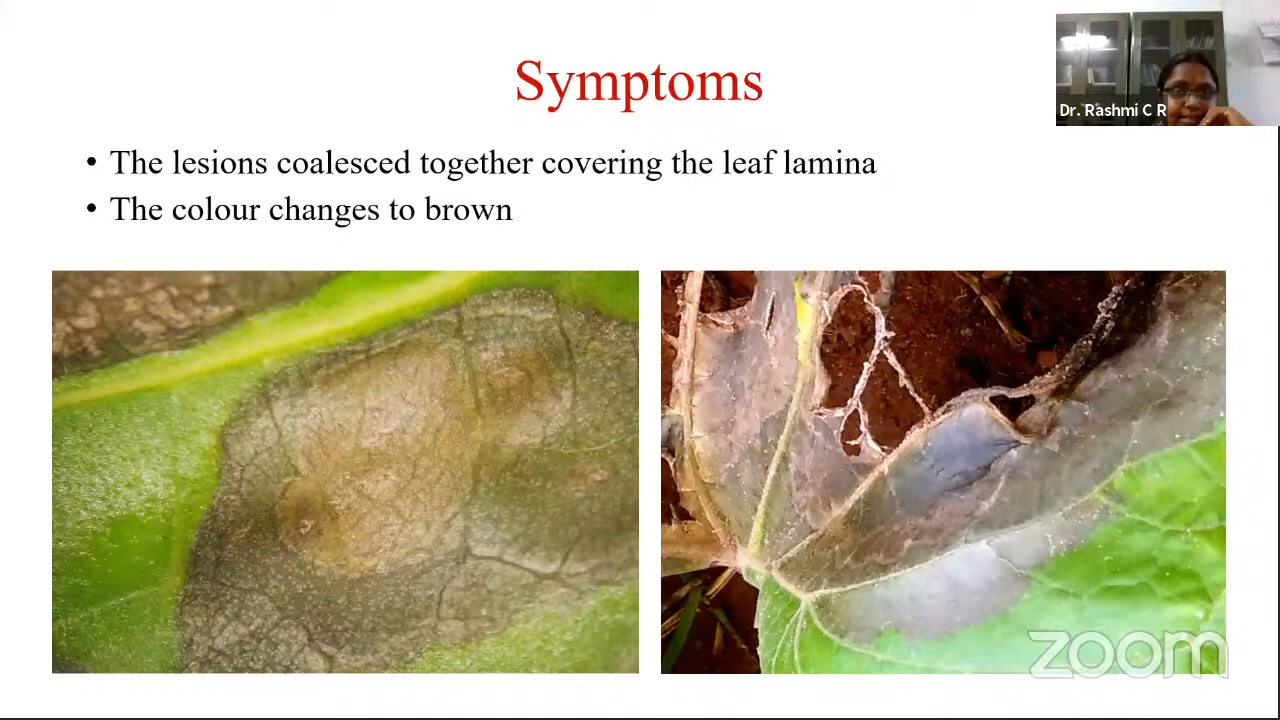 Symptoms
Dr. Rashmi C R
• The lesions coalesced together covering the leaf lamina
• The colour changes to brown
zoom